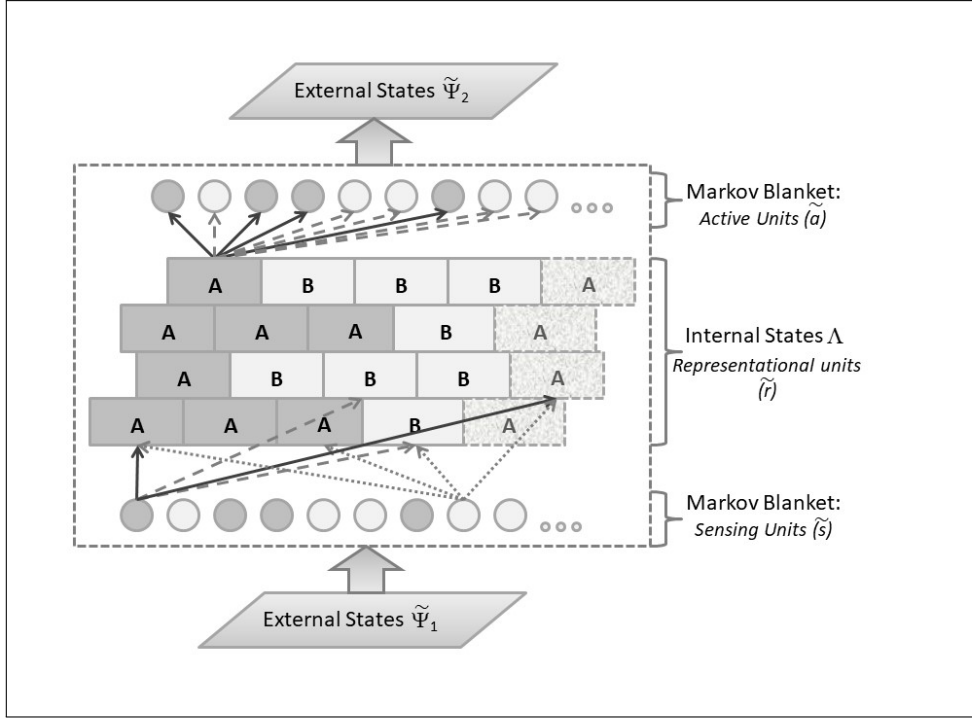 External States Ψ̃₂
Markov Blanket:
Active Units (ã)
A B B B A
A A A B A
Internal States Λ
Representational units
(r̃)
A B B B A
A A A B A
Markov Blanket:
Sensing Units (s̃)
External States Ψ̃₁